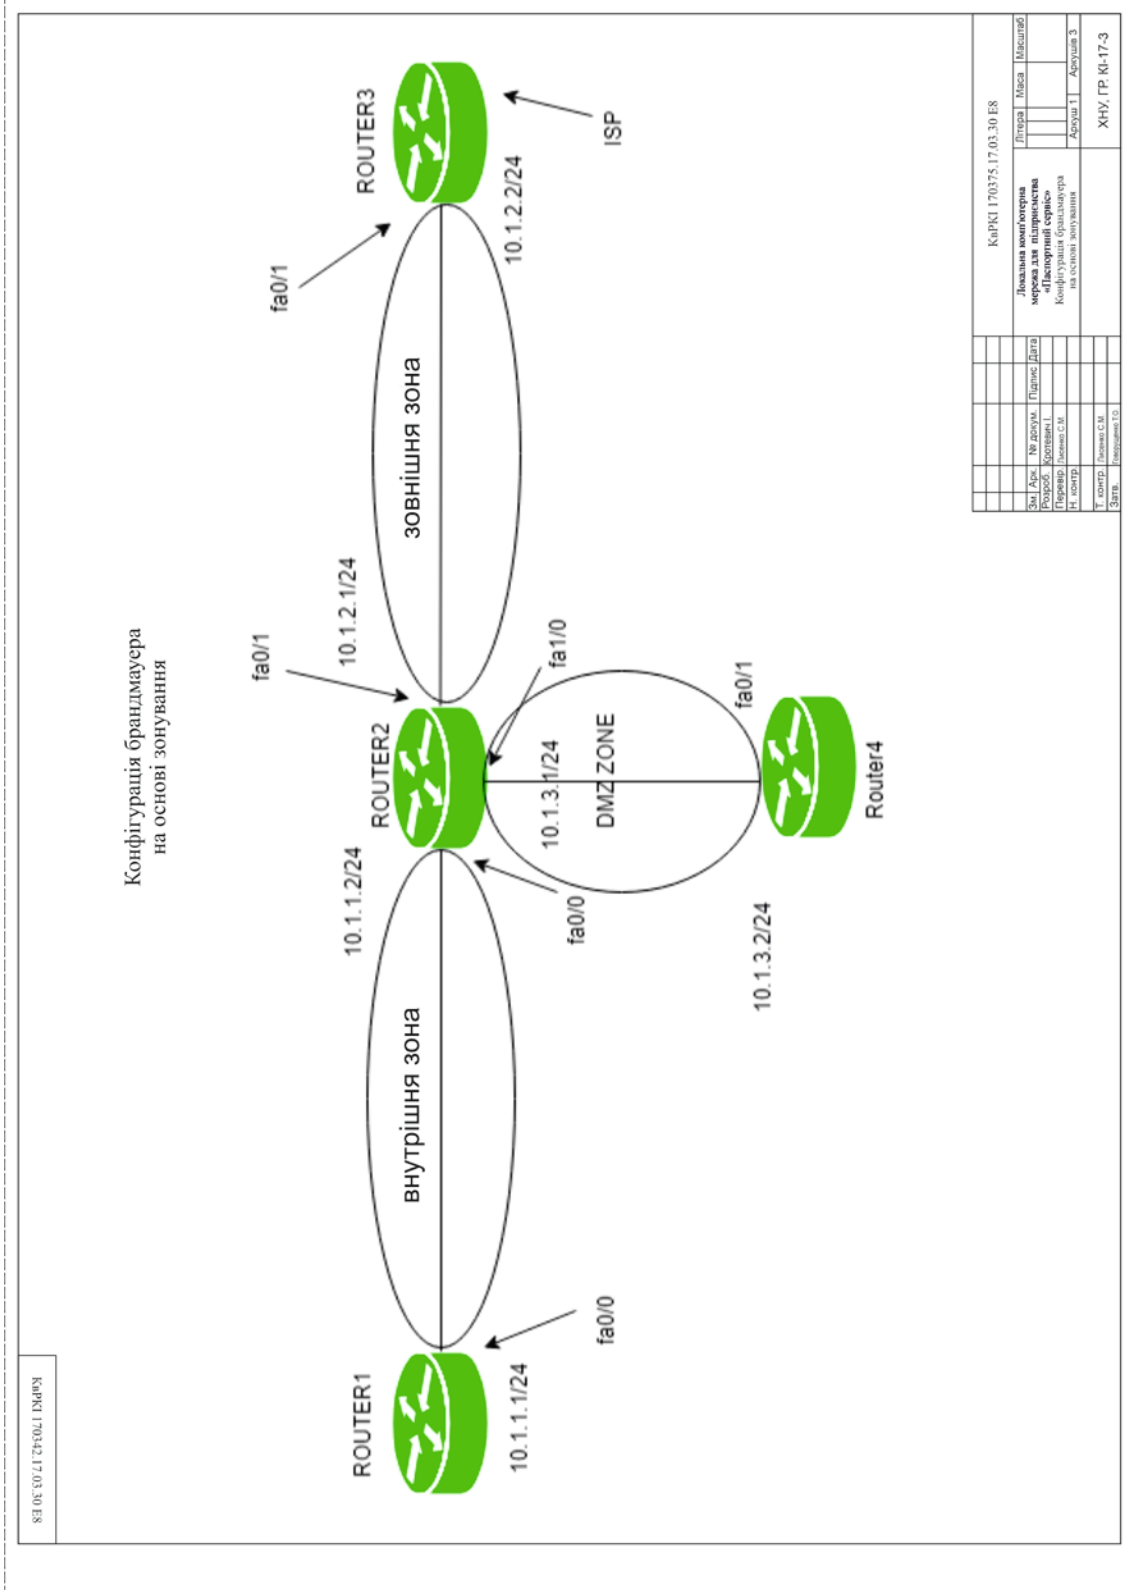 КвРКІ 170342.17.03.30 Е8
Конфігурація брандмауера
на основі зонування
ROUTER1
10.1.1.1/24
fa0/0
внутрішня зона
10.1.1.2/24
ROUTER2
fa0/0
fa0/1
10.1.2.1/24
fa1/0
10.1.3.1/24
DMZ ZONE
10.1.3.2/24
fa0/1
Router4
зовнішня зона
fa0/1
ROUTER3
10.1.2.2/24
ISP
КвРКІ 170375.17.03.30 Е8
Локальна комп'ютерна
мережа для підприємства
«Паспортний сервіс»
Конфігурація брандмауера
на основі зонування
Літера Маса Масштаб
Аркуш 1 Аркушів 3
ХНУ, ГР. КІ-17-3
Зм. Арк. № докум. Підпис Дата
Розроб. Кротевич І.
Перевір. Лисенко С.М.
Н. контр.
Т. контр. Лисенко С.М.
Затв. Говорущенко Т.О.